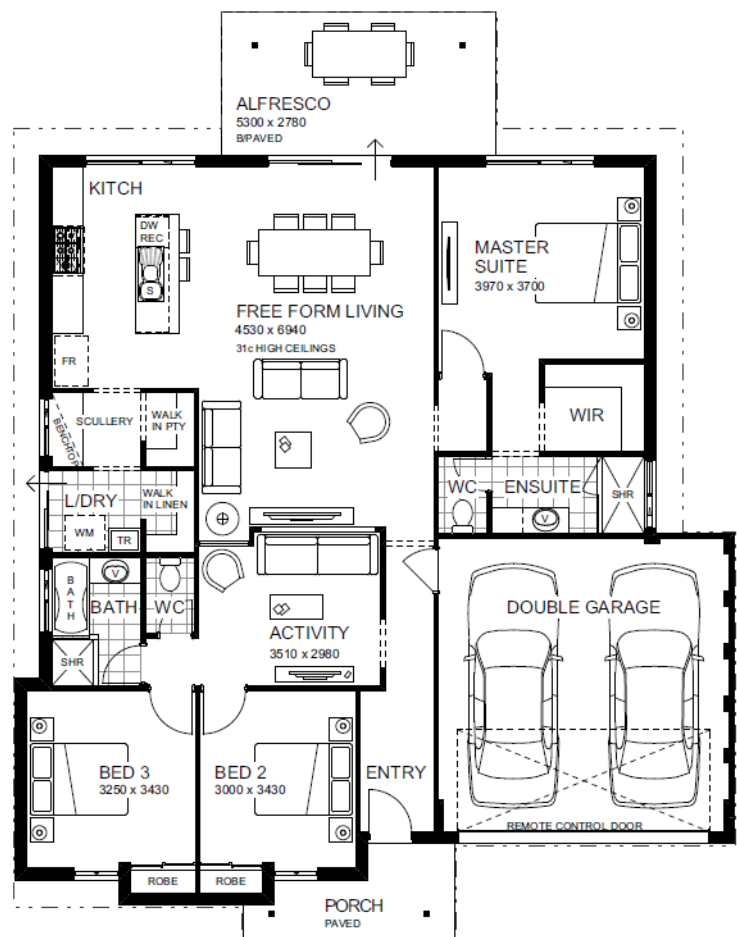 ALFRESCO
5300 x 2780
B/PAVED
KITCH
DW
REC
S
MASTER
SUITE
3970 x 3700
FREE FORM LIVING
4530 x 6940
31c HIGH CEILINGS
FR
SCULLERY
BENCHTOP
WALK
IN PTY
WIR
L/DRY
WALK
IN LINEN
WM
TR
WC
ENSUITE
SHR
V
BATH
V
BATH
WC
SHR
ACTIVITY
3510 x 2980
DOUBLE GARAGE
BED 3
3250 x 3430
BED 2
3000 x 3430
ENTRY
REMOTE CONTROL DOOR
ROBE
ROBE
PORCH
PAVED